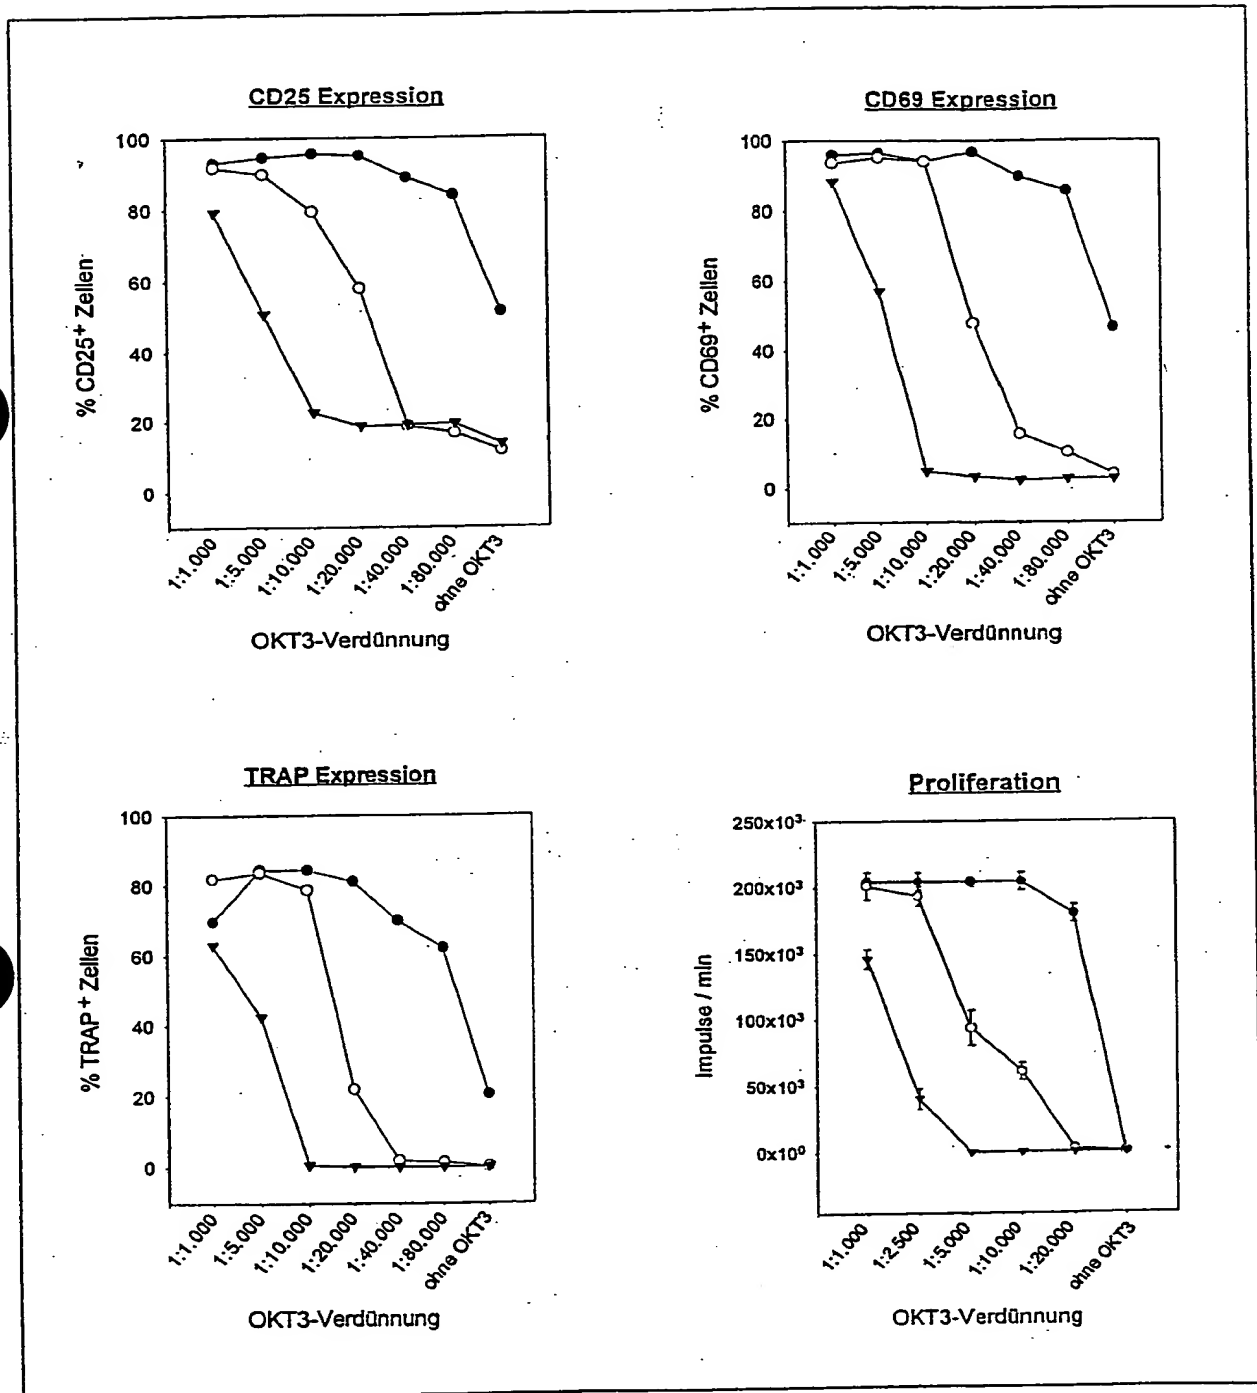 CD25 Expression
100
80
60
40
20
0
% CD25+ Zellen
1:1.000
1:5.000
1:10.000
1:20.000
1:40.000
1:80.000
ohne OKT3
OKT3-Verdünnung
CD69 Expression
100
80
60
40
20
0
% CD69+ Zellen
1:1.000
1:5.000
1:10.000
1:20.000
1:40.000
1:80.000
ohne OKT3
OKT3-Verdünnung
TRAP Expression
100
80
60
40
20
0
% TRAP+ Zellen
1:1.000
1:5.000
1:10.000
1:20.000
1:40.000
1:80.000
ohne OKT3
OKT3-Verdünnung
Proliferation
250x10³
200x10³
150x10³
100x10³
50x10³
0x10⁰
Impulse / min
1:1.000
1:2.500
1:5.000
1:10.000
1:20.000
ohne OKT3
OKT3-Verdünnung